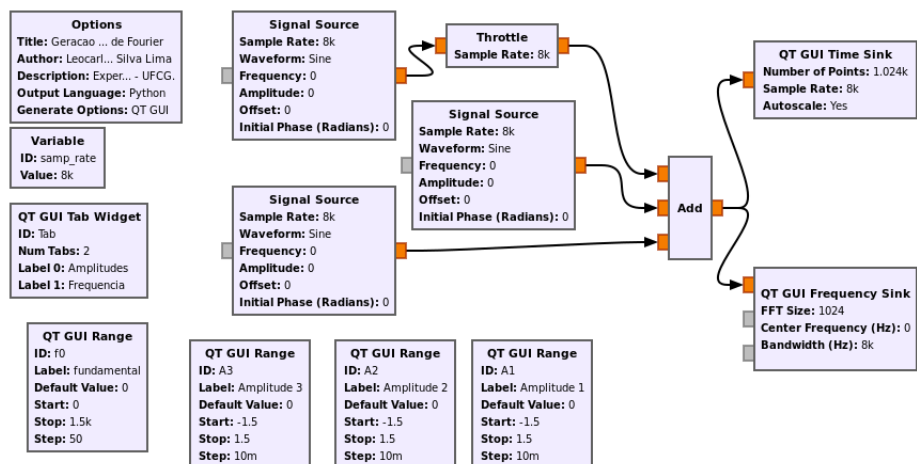 Options
Title: Geracao ... de Fourier
Author: Leocarl... Silva Lima
Description: Exper... - UFCG.
Output Language: Python
Generate Options: QT GUI
Variable
ID: samp_rate
Value: 8k
QT GUI Tab Widget
ID: Tab
Num Tabs: 2
Label 0: Amplitudes
Label 1: Frequencia
QT GUI Range
ID: f0
Label: fundamental
Default Value: 0
Start: 0
Stop: 1.5k
Step: 50
Signal Source
Sample Rate: 8k
Waveform: Sine
Frequency: 0
Amplitude: 0
Offset: 0
Initial Phase (Radians): 0
Throttle
Sample Rate: 8k
Signal Source
Sample Rate: 8k
Waveform: Sine
Frequency: 0
Amplitude: 0
Offset: 0
Initial Phase (Radians): 0
Signal Source
Sample Rate: 8k
Waveform: Sine
Frequency: 0
Amplitude: 0
Offset: 0
Initial Phase (Radians): 0
Add
QT GUI Time Sink
Number of Points: 1.024k
Sample Rate: 8k
Autoscale: Yes
QT GUI Frequency Sink
FFT Size: 1024
Center Frequency (Hz): 0
Bandwidth (Hz): 8k
QT GUI Range
ID: A3
Label: Amplitude 3
Default Value: 0
Start: -1.5
Stop: 1.5
Step: 10m
QT GUI Range
ID: A2
Label: Amplitude 2
Default Value: 0
Start: -1.5
Stop: 1.5
Step: 10m
QT GUI Range
ID: A1
Label: Amplitude 1
Default Value: 0
Start: -1.5
Stop: 1.5
Step: 10m